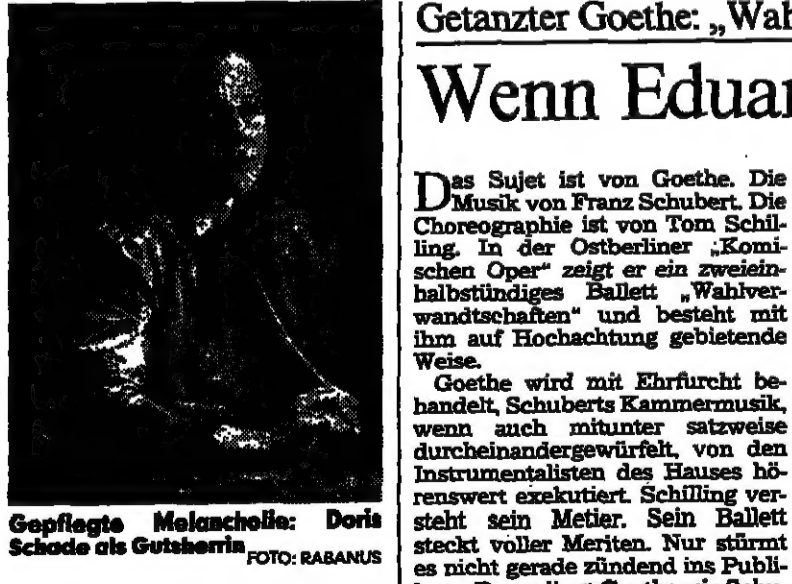 Gepflegte Melancholie: Doris
Schade als Gutsherrin
FOTO: RABANUS
Getanzter Goethe: „Wah
Wenn Eduar
Das Sujet ist von Goethe. Die
Musik von Franz Schubert. Die
Choreographie ist von Tom Schil-
ling. In der Ostberliner „Komi-
schen Oper“ zeigt er ein zweiein-
halbstündiges Ballett „Wahlver-
wandtschaften“ und besteht mit
ihm auf Hochachtung gebietende
Weise.
Goethe wird mit Ehrfurcht be-
handelt, Schuberts Kammermusik,
wenn auch mitunter satzweise
durcheinandergewürfelt, von den
Instrumentalisten des Hauses hö-
renswert exekutiert. Schilling ver-
steht sein Metier. Sein Ballett
steckt voller Meriten. Nur stürmt
es nicht gerade zündend ins Publi-